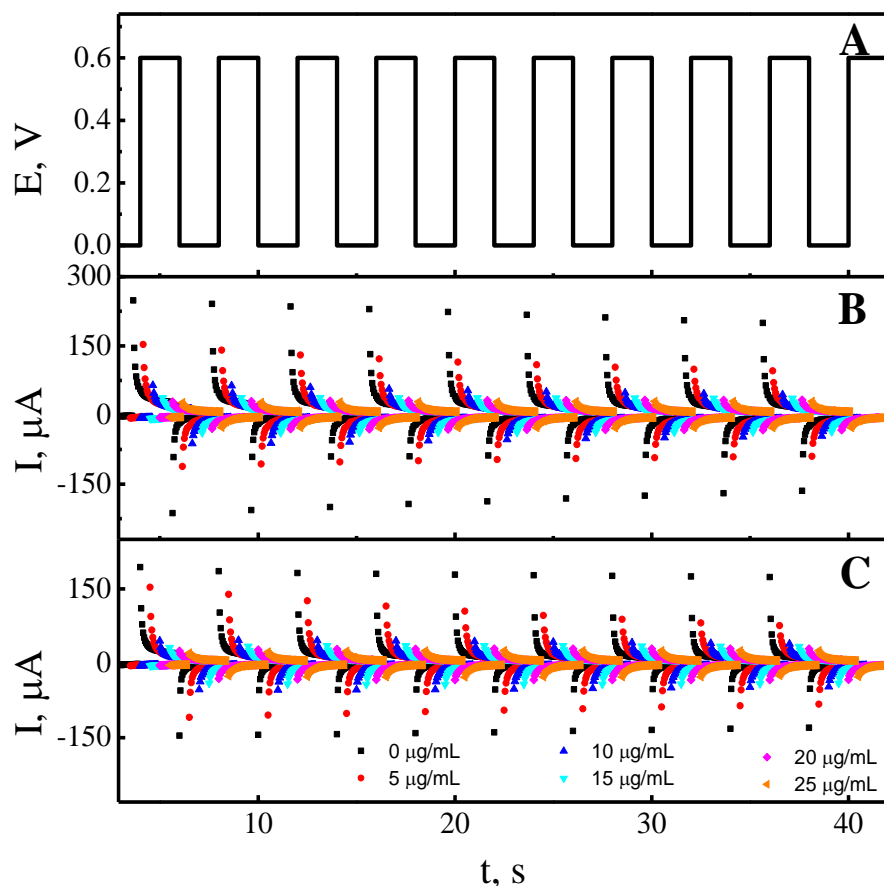 A
0.6
0.4
0.2
0.0
E, V
B
300
150
0
-150
I, µA
C
150
0
-150
I, µA
0 µg/mL 10 µg/mL 20 µg/mL
5 µg/mL 15 µg/mL 25 µg/mL
10 20 30 40
t, s